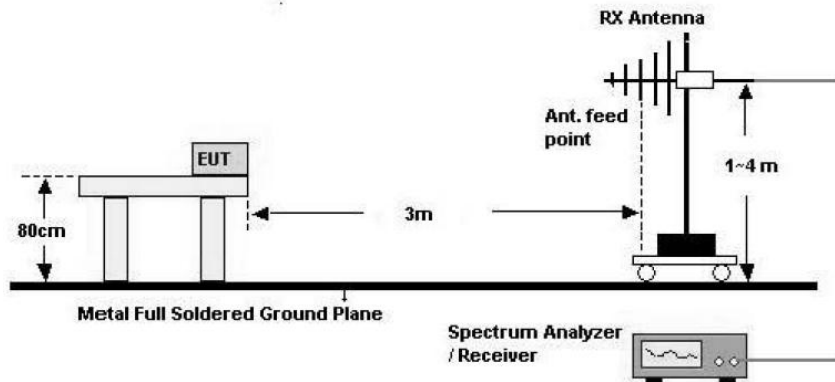 RX Antenna
Ant. feed
point
EUT
1~4 m
3m
80cm
Metal Full Soldered Ground Plane
Spectrum Analyzer
/ Receiver